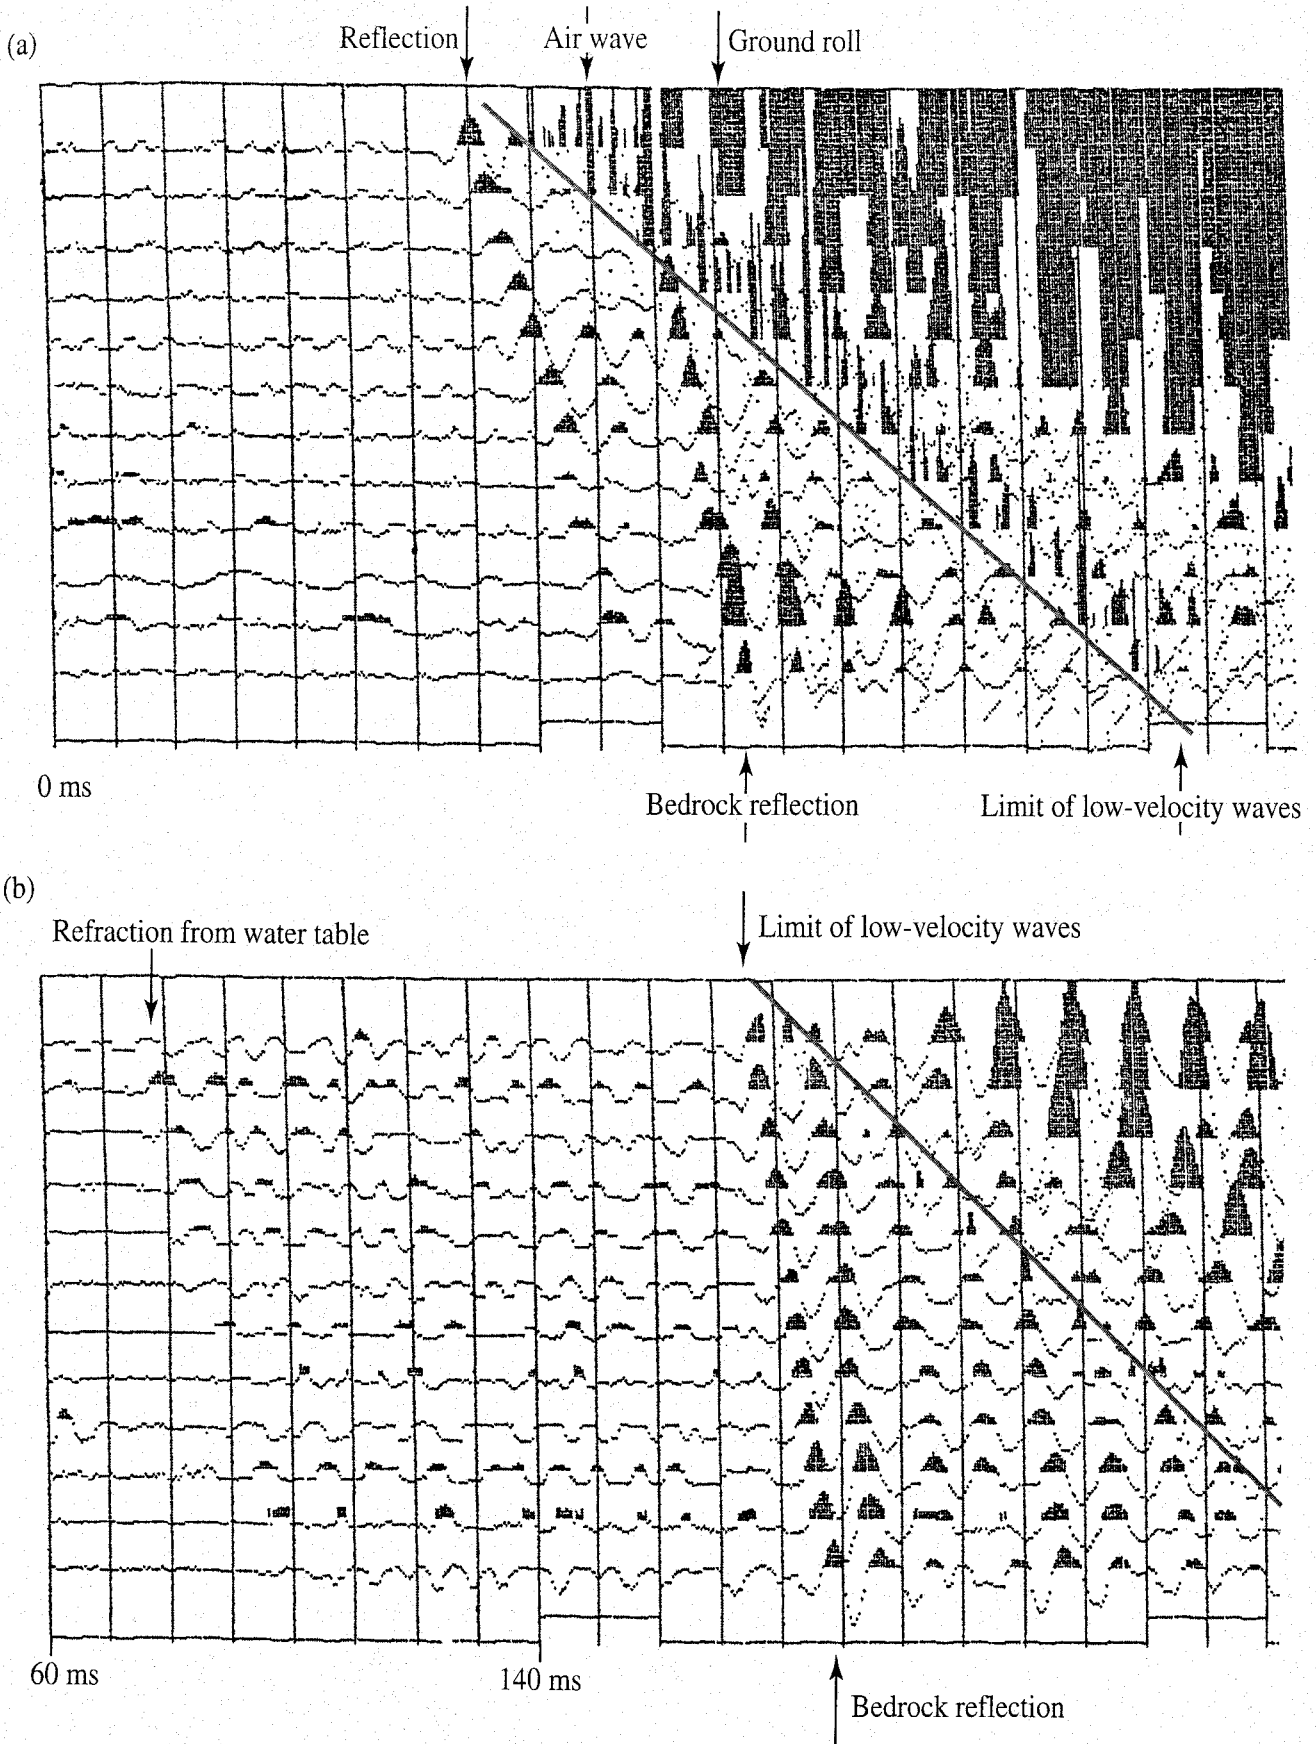 (a)
Reflection
Air wave
Ground roll
0 ms
Bedrock reflection
Limit of low-velocity waves
(b)
Refraction from water table
Limit of low-velocity waves
60 ms
140 ms
Bedrock reflection